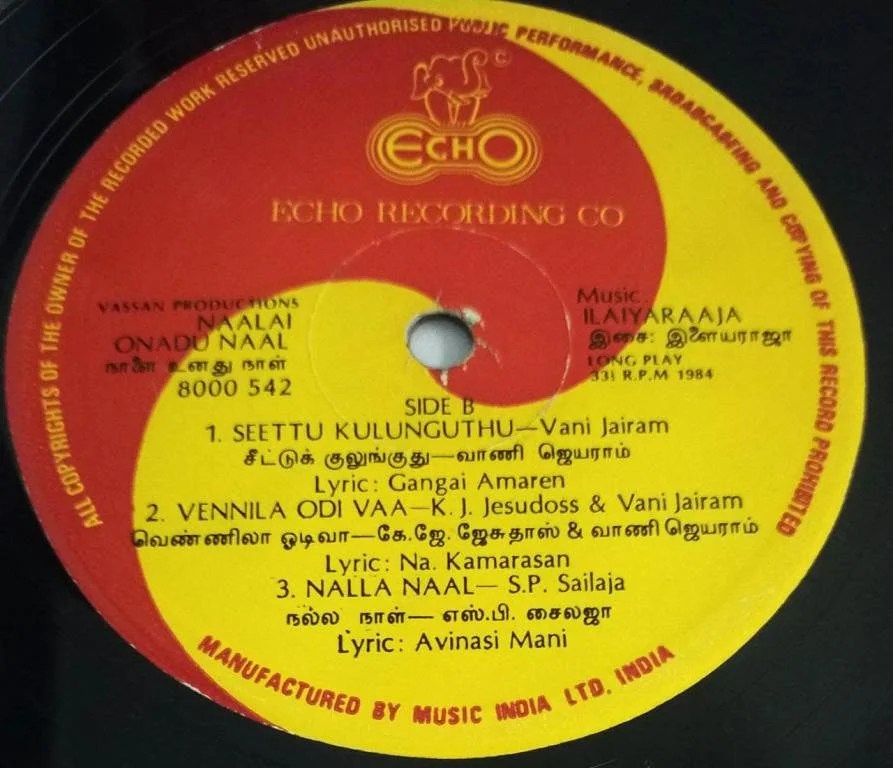 ALL COPYRIGHTS OF THE OWNER OF THE RECORDED WORK RESERVED UNAUTHORISED PUBLIC PERFORMANCE, BROADCASEING AND COPYING OF THIS RECORD PROHIBITED
©
ECHO
ECHO RECORDING CO
VASSAN PRODUCTIONS
NAALAI
ONADU NAAL
நாளை உனது நாள்
8000 542
Music:
ILAIYARAAJA
இசை: இளையராஜா
LONG PLAY
33⅓ R.P.M 1984
SIDE B
1. SEETTU KULUNGUTHU—Vani Jairam
சீட்டுக் குலுங்குது—வாணி ஜெயராம்
Lyric: Gangai Amaren
2. VENNILA ODI VAA—K. J. Jesudoss & Vani Jairam
வெண்ணிலா ஓடிவா—கே.ஜே. ஜேசுதாஸ் & வாணி ஜெயராம்
Lyric: Na. Kamarasan
3. NALLA NAAL— S.P. Sailaja
நல்ல நாள்— எஸ்.பி. சைலஜா
Lyric: Avinasi Mani
MANUFACTURED BY MUSIC INDIA LTD. INDIA